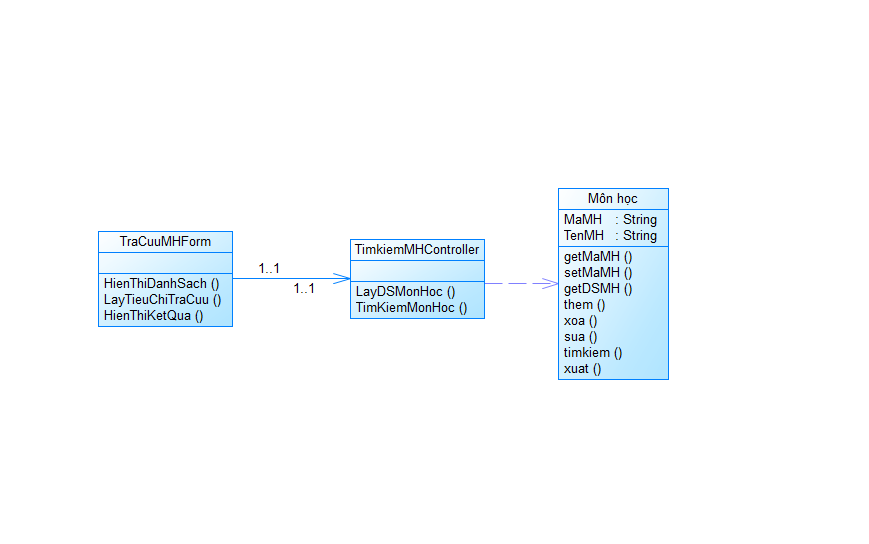 TraCuuMHForm
HienThiDanhSach ()
LayTieuChiTraCuu ()
HienThiKetQua ()
1..1
1..1
TimkiemMHController
LayDSMonHoc ()
TimKiemMonHoc ()
Môn học
MaMH : String
TenMH : String
getMaMH ()
setMaMH ()
getDSMH ()
them ()
xoa ()
sua ()
timkiem ()
xuat ()